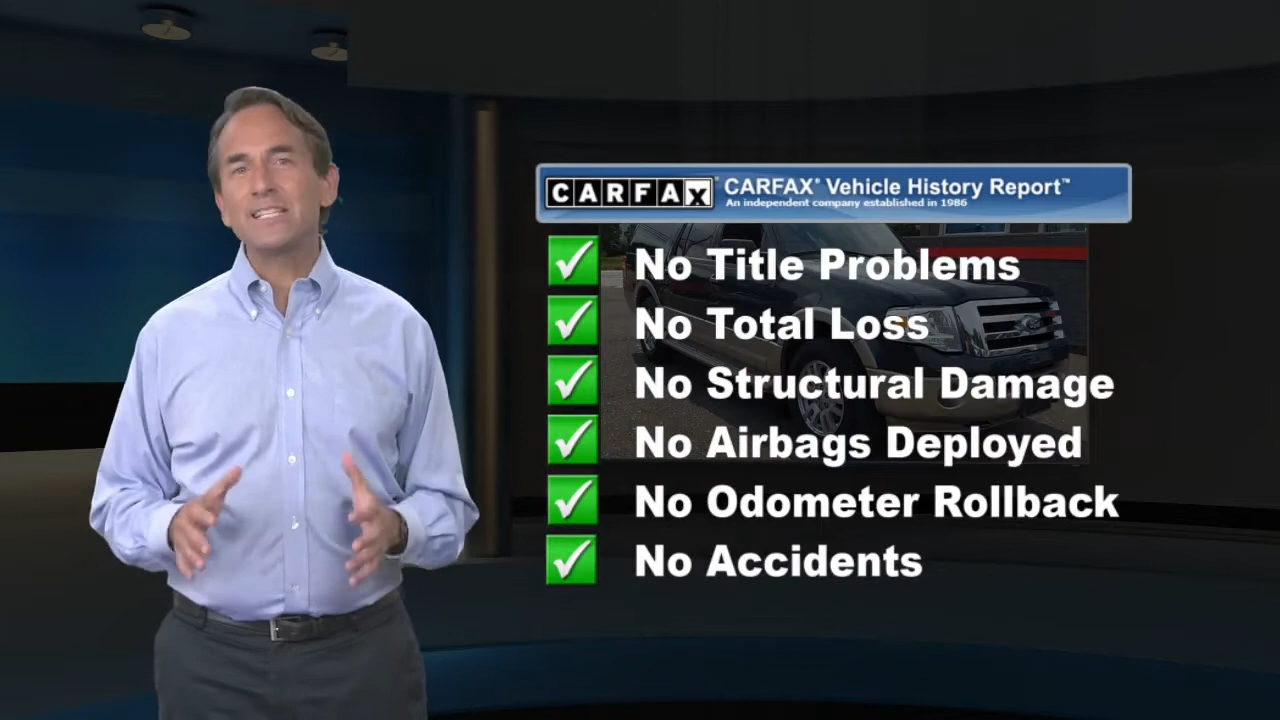 CARFAX
CARFAX® Vehicle History Report™
An independent company established in 1986
No Title Problems
No Total Loss
No Structural Damage
No Airbags Deployed
No Odometer Rollback
No Accidents